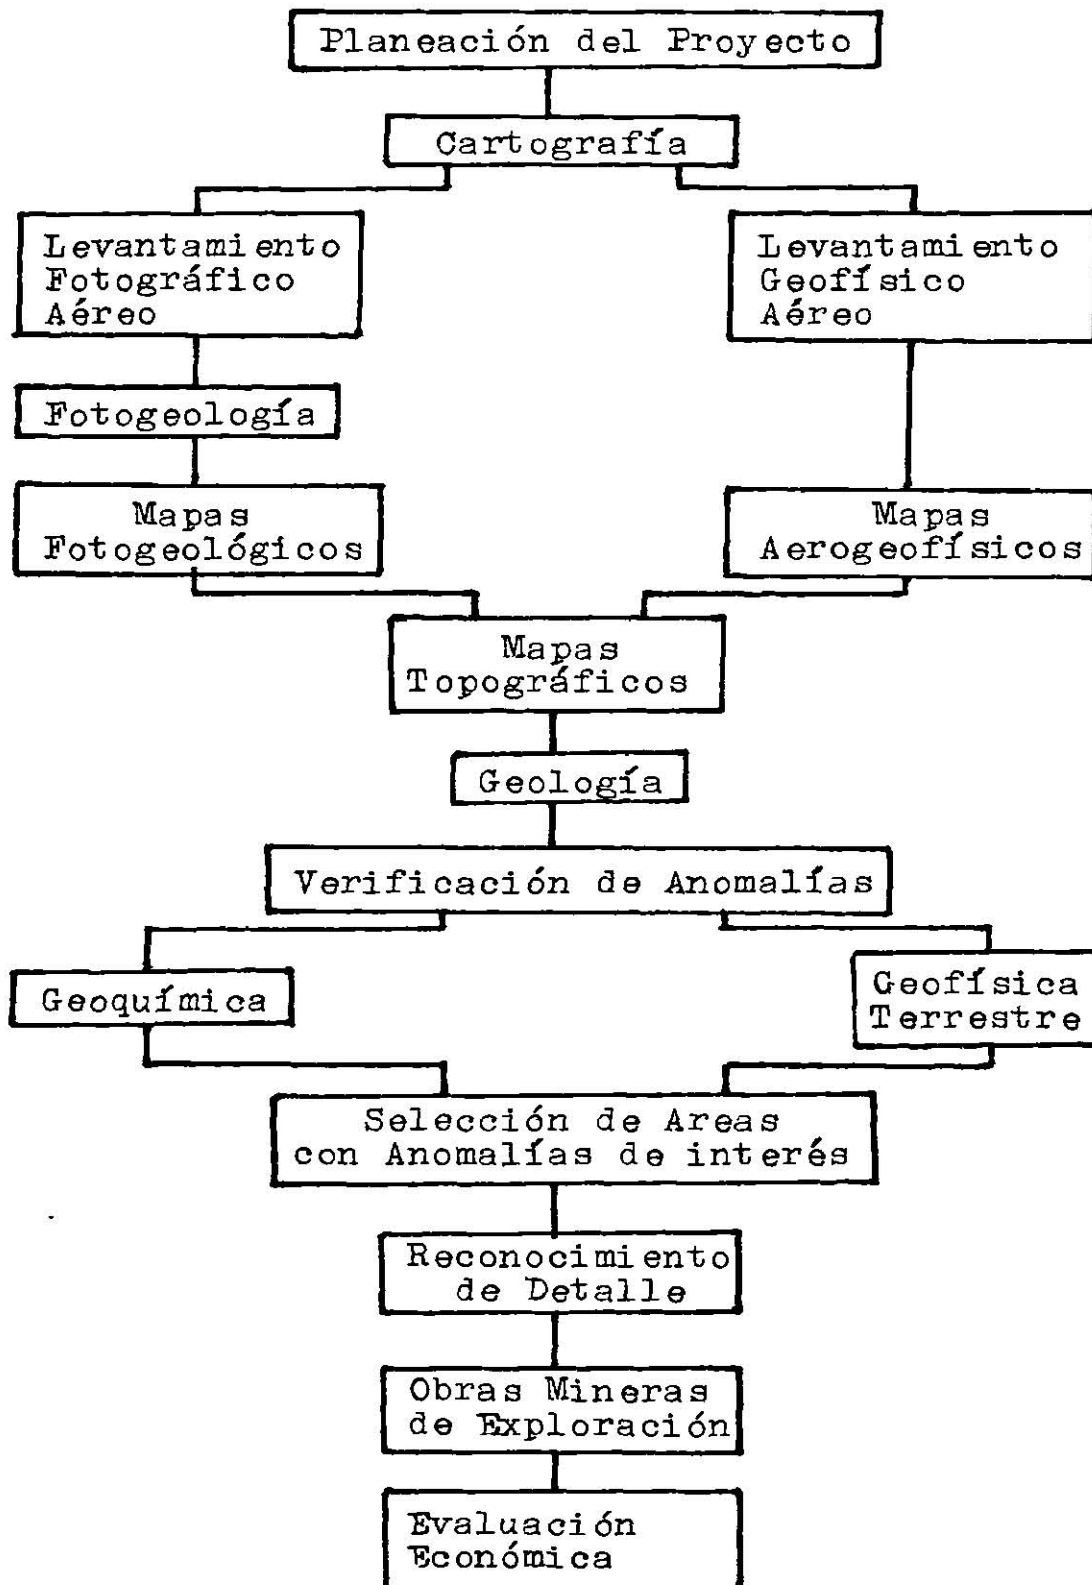 Planeación del Proyecto
Cartografía
Levantamiento
Fotográfico
Aéreo
Levantamiento
Geofísico
Aéreo
Fotogeología
Mapas
Fotogeológicos
Mapas
Aerogeofísicos
Mapas
Topográficos
Geología
Verificación de Anomalías
Geoquímica
Geofísica
Terrestre
Selección de Areas
con Anomalías de interés
Reconocimiento
de Detalle
Obras Mineras
de Exploración
Evaluación
Económica